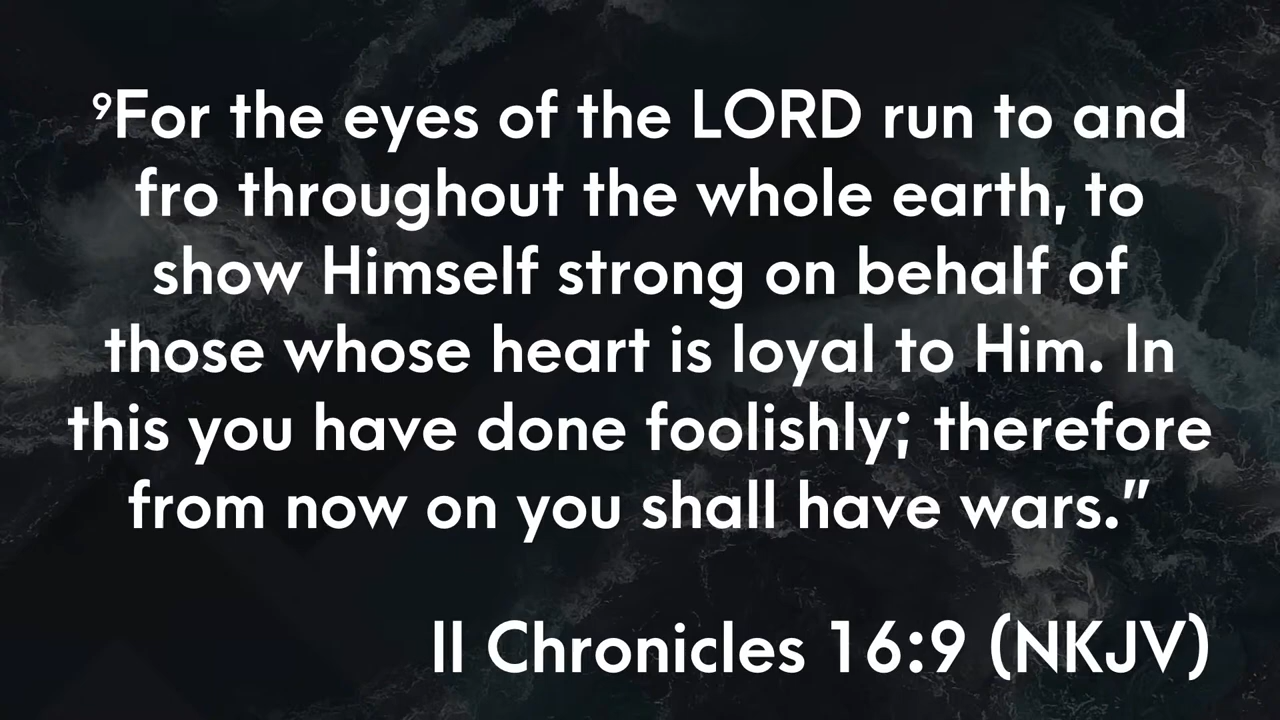 ⁹For the eyes of the LORD run to and
fro throughout the whole earth, to
show Himself strong on behalf of
those whose heart is loyal to Him. In
this you have done foolishly; therefore
from now on you shall have wars."
II Chronicles 16:9 (NKJV)